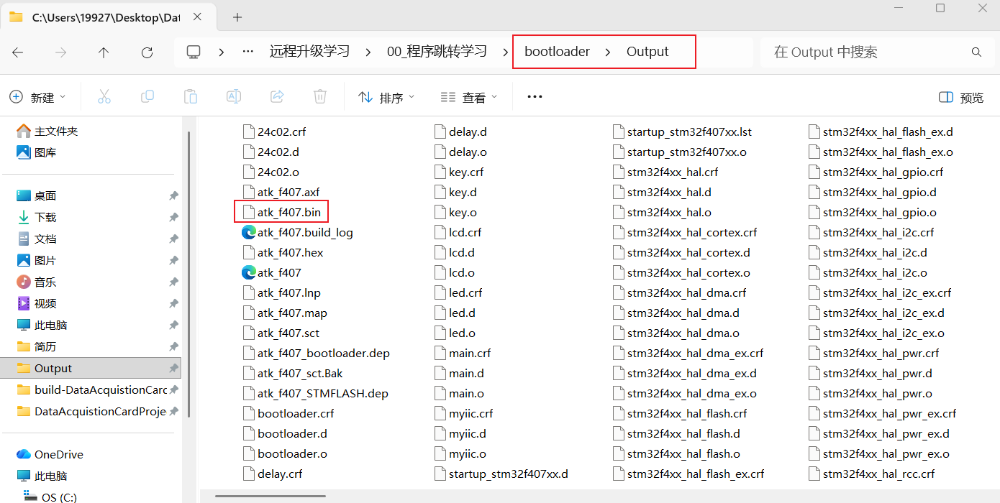 C:\Users\19927\Desktop\Dat
远程升级学习 00_程序跳转学习 bootloader Output 在 Output 中搜索
新建 排序 查看 预览
主文件夹
图库
桌面
下载
文档
图片
音乐
视频
此电脑
简历
Output
build-DataAcquistionCarc
DataAcquistionCardProje
OneDrive
此电脑
OS (C:)
24c02.crf
24c02.d
24c02.o
atk_f407.axf
atk_f407.bin
atk_f407.build_log
atk_f407.hex
atk_f407
atk_f407.lnp
atk_f407.map
atk_f407.sct
atk_f407_bootloader.dep
atk_f407_sct.Bak
atk_f407_STMFLASH.dep
bootloader.crf
bootloader.d
bootloader.o
delay.crf
delay.d
delay.o
key.crf
key.d
key.o
lcd.crf
lcd.d
lcd.o
led.crf
led.d
led.o
main.crf
main.d
main.o
myiic.crf
myiic.d
myiic.o
startup_stm32f407xx.d
startup_stm32f407xx.lst
startup_stm32f407xx.o
stm32f4xx_hal.crf
stm32f4xx_hal.d
stm32f4xx_hal.o
stm32f4xx_hal_cortex.crf
stm32f4xx_hal_cortex.d
stm32f4xx_hal_cortex.o
stm32f4xx_hal_dma.crf
stm32f4xx_hal_dma.d
stm32f4xx_hal_dma.o
stm32f4xx_hal_dma_ex.crf
stm32f4xx_hal_dma_ex.d
stm32f4xx_hal_dma_ex.o
stm32f4xx_hal_flash.crf
stm32f4xx_hal_flash.d
stm32f4xx_hal_flash.o
stm32f4xx_hal_flash_ex.crf
stm32f4xx_hal_flash_ex.d
stm32f4xx_hal_flash_ex.o
stm32f4xx_hal_gpio.crf
stm32f4xx_hal_gpio.d
stm32f4xx_hal_gpio.o
stm32f4xx_hal_i2c.crf
stm32f4xx_hal_i2c.d
stm32f4xx_hal_i2c.o
stm32f4xx_hal_i2c_ex.crf
stm32f4xx_hal_i2c_ex.d
stm32f4xx_hal_i2c_ex.o
stm32f4xx_hal_pwr.crf
stm32f4xx_hal_pwr.d
stm32f4xx_hal_pwr.o
stm32f4xx_hal_pwr_ex.crf
stm32f4xx_hal_pwr_ex.d
stm32f4xx_hal_pwr_ex.o
stm32f4xx_hal_rcc.crf